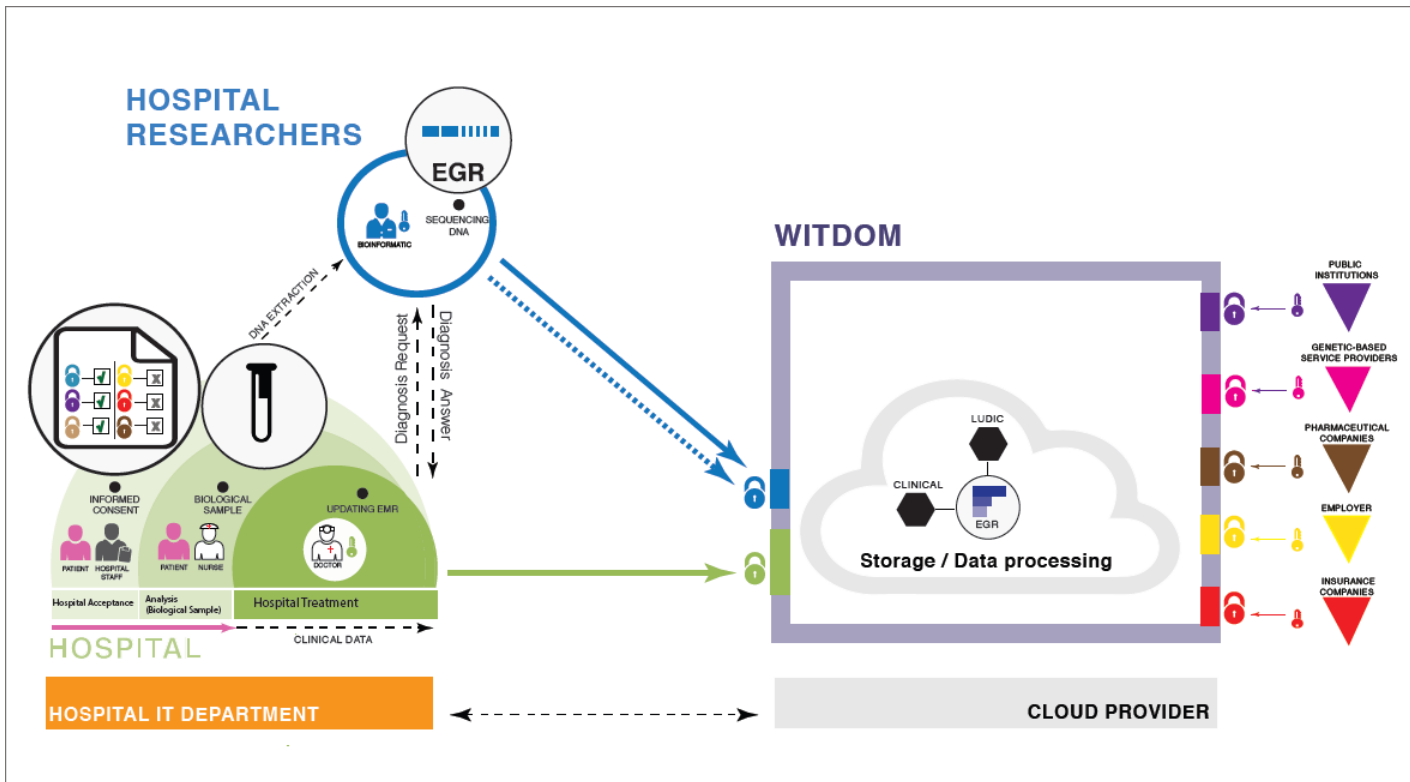 HOSPITAL
RESEARCHERS
EGR
SEQUENCING
DNA
BIOINFORMATIC
DNA EXTRACTION
Diagnosis Request
Diagnosis Answer
INFORMED
CONSENT
BIOLOGICAL
SAMPLE
UPDATING EMR
PATIENT
HOSPITAL
STAFF
PATIENT
NURSE
DOCTOR
Hospital Acceptance
Analysis
(Biological Sample)
Hospital Treatment
CLINICAL DATA
HOSPITAL
HOSPITAL IT DEPARTMENT
WITDOM
LUDIC
CLINICAL
EGR
Storage / Data processing
CLOUD PROVIDER
PUBLIC
INSTITUTIONS
GENETIC-BASED
SERVICE PROVIDERS
PHARMACEUTICAL
COMPANIES
EMPLOYER
INSURANCE
COMPANIES